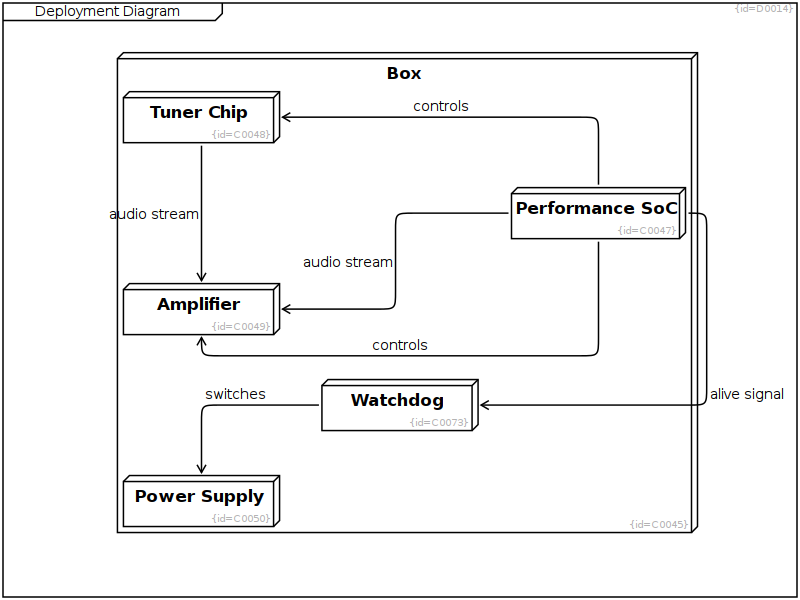 Deployment Diagram
{id=D0014}
Box
controls
Tuner Chip
{id=C0048}
Performance SoC
{id=C0047}
audio stream
audio stream
Amplifier
{id=C0049}
controls
switches
Watchdog
{id=C0073}
alive signal
Power Supply
{id=C0050}
{id=C0045}